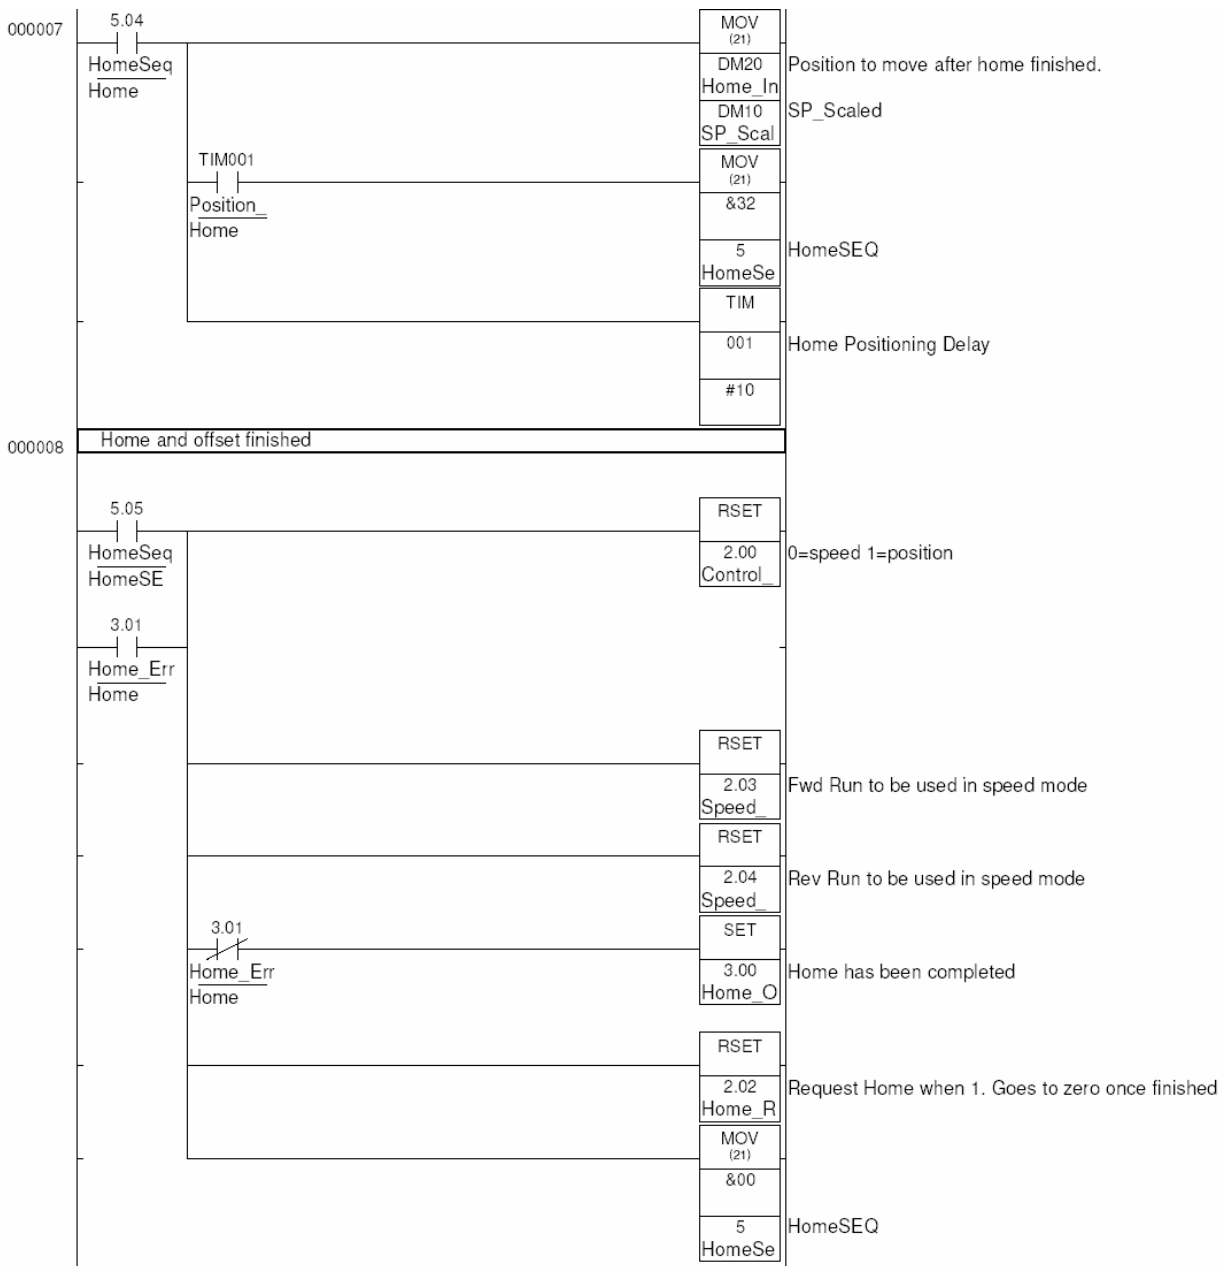 000007
5.04
HomeSeq
Home
MOV
(21)
DM20
Home_In
Position to move after home finished.
DM10
SP_Scal
SP_Scaled
TIM001
Position_
Home
MOV
(21)
&32
5
HomeSe
HomeSEQ
TIM
001
Home Positioning Delay
#10
000008
Home and offset finished
5.05
HomeSeq
HomeSE
RSET
2.00
Control_
0=speed 1=position
3.01
Home_Err
Home
RSET
2.03
Speed_
Fwd Run to be used in speed mode
RSET
2.04
Speed_
Rev Run to be used in speed mode
3.01
Home_Err
Home
SET
3.00
Home_O
Home has been completed
RSET
2.02
Home_R
Request Home when 1. Goes to zero once finished
MOV
(21)
&00
5
HomeSe
HomeSEQ